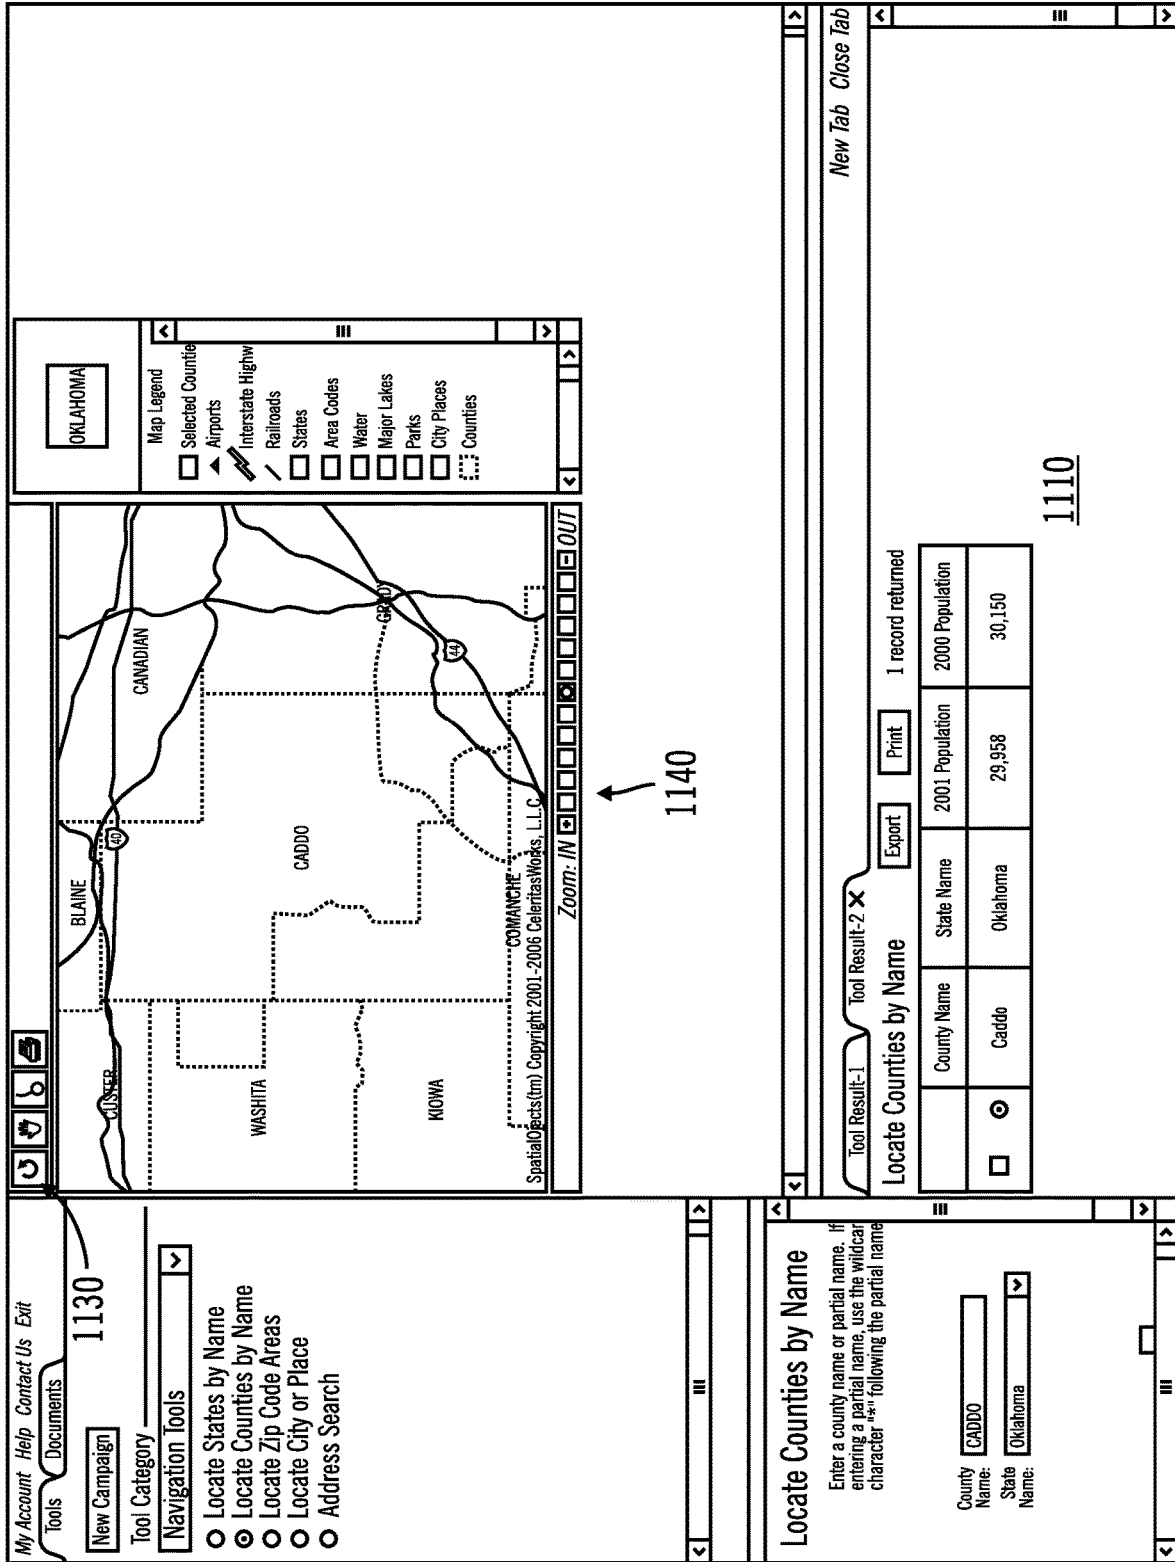 My Account Help Contact Us Exit
Tools
Documents
New Campaign
1130
Tool Category
Navigation Tools
Locate States by Name
Locate Counties by Name
Locate Zip Code Areas
Locate City or Place
Address Search
Locate Counties by Name
Enter a county name or partial name. If
entering a partial name, use the wildcar
character "*" following the partial name
County
Name:
CADDO
State
Name:
Oklahoma
BLAINE
CANADIAN
CUSTER
40
WASHITA
CADDO
GRADY
KIOWA
44
COMANCHE
SpatialOjects(tm) Copyright 2001-2006 CeleritasWorks, L.L.C.
Zoom: IN
OUT
1140
OKLAHOMA
Map Legend
Selected Countie
Airports
Interstate Highw
Railroads
States
Area Codes
Water
Major Lakes
Parks
City Places
Counties
New Tab Close Tab
Tool Result-1
Tool Result-2 X
Locate Counties by Name
Export
Print
1 record returned
County Name State Name 2001 Population 2000 Population
Caddo Oklahoma 29,958 30,150
1110